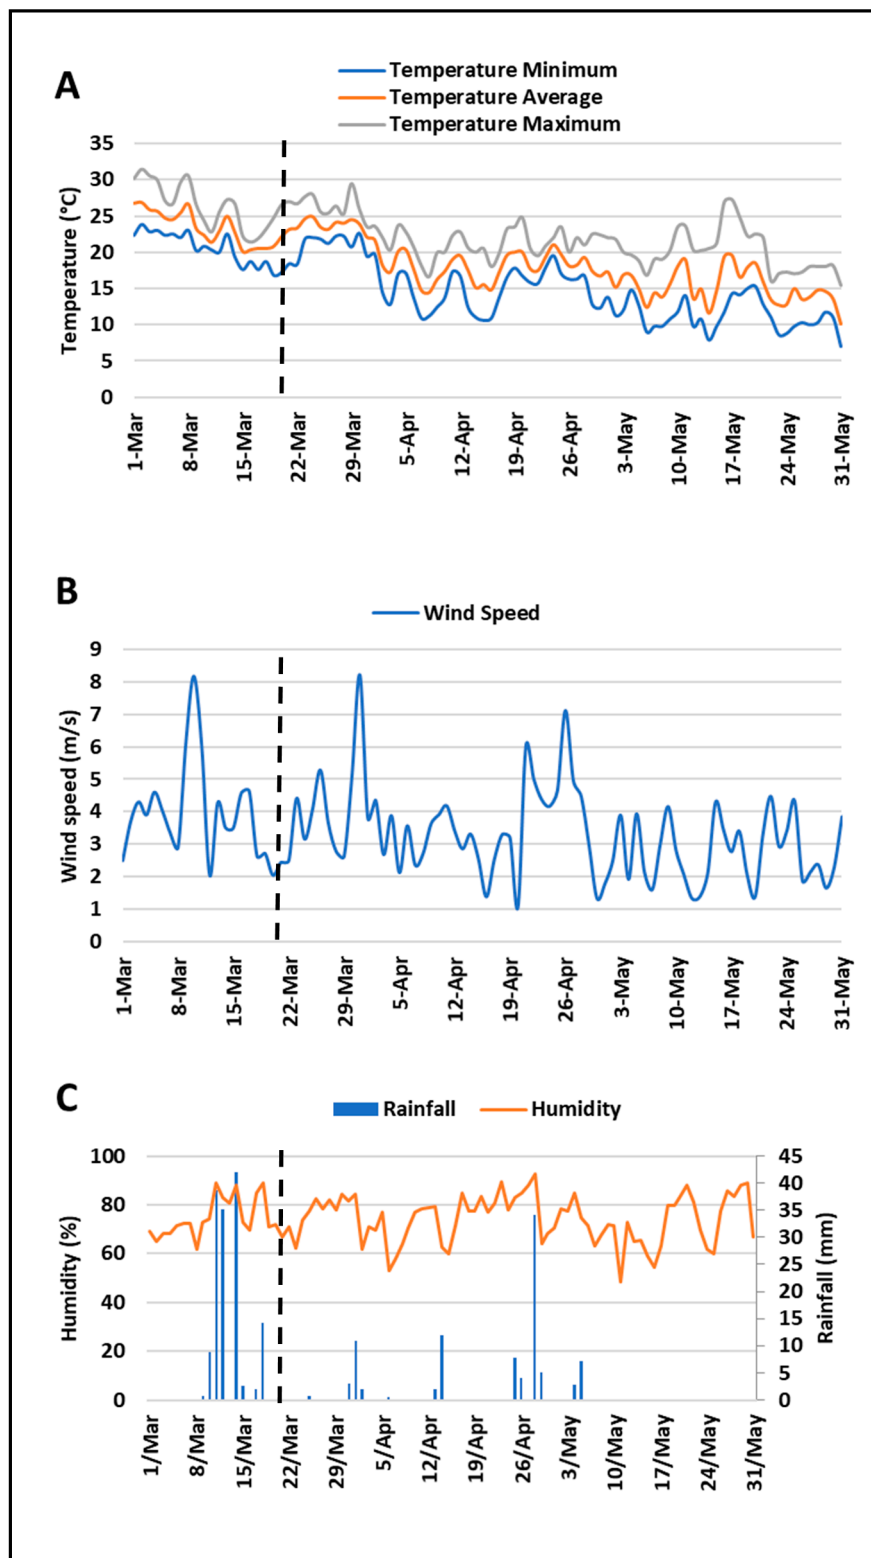 A
Temperature Minimum
Temperature Average
Temperature Maximum
35
30
25
20
15
10
5
0
Temperature (°C)
1-Mar
8-Mar
15-Mar
22-Mar
29-Mar
5-Apr
12-Apr
19-Apr
26-Apr
3-May
10-May
17-May
24-May
31-May
B
Wind Speed
9
8
7
6
5
4
3
2
1
0
Wind speed (m/s)
1-Mar
8-Mar
15-Mar
22-Mar
29-Mar
5-Apr
12-Apr
19-Apr
26-Apr
3-May
10-May
17-May
24-May
31-May
C
Rainfall
Humidity
100
80
60
40
20
0
Humidity (%)
45
40
35
30
25
20
15
10
5
0
Rainfall (mm)
1/Mar
8/Mar
15/Mar
22/Mar
29/Mar
5/Apr
12/Apr
19/Apr
26/Apr
3/May
10/May
17/May
24/May
31/May